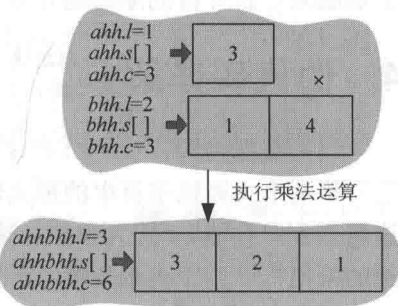 ahh.l=1
ahh.s[ ]
ahh.c=3
3
×
bhh.l=2
bhh.s[ ]
bhh.c=3
1 4
执行乘法运算
ahhbhh.l=3
ahhbhh.s[ ]
ahhbhh.c=6
3 2 1